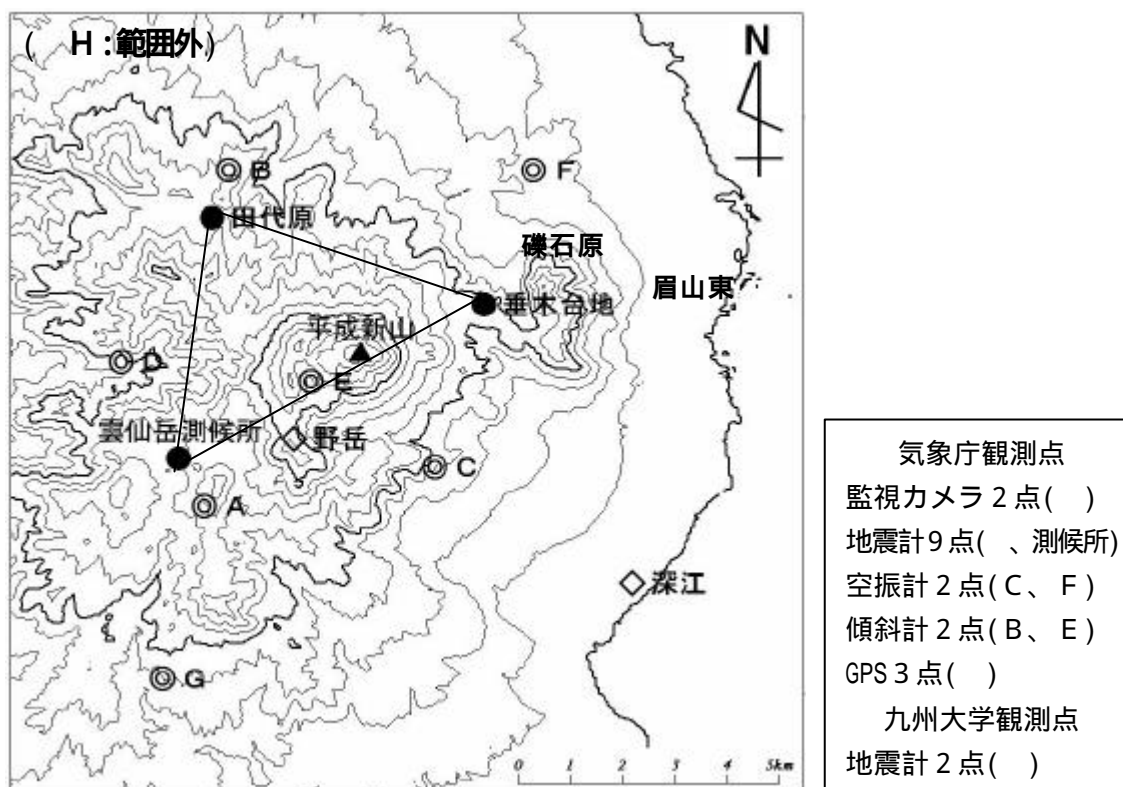 ( H:範囲外)
N
B
F
田代原
礫石原
眉山東
垂木台地
平成新山
D
E
雲仙岳測候所
野岳
C
A
深江
G
0 1 2 3 4 5km
気象庁観測点
監視カメラ2点( )
地震計9点( 、測候所)
空振計2点(C、F)
傾斜計2点(B、E)
GPS3点( )
九州大学観測点
地震計2点( )